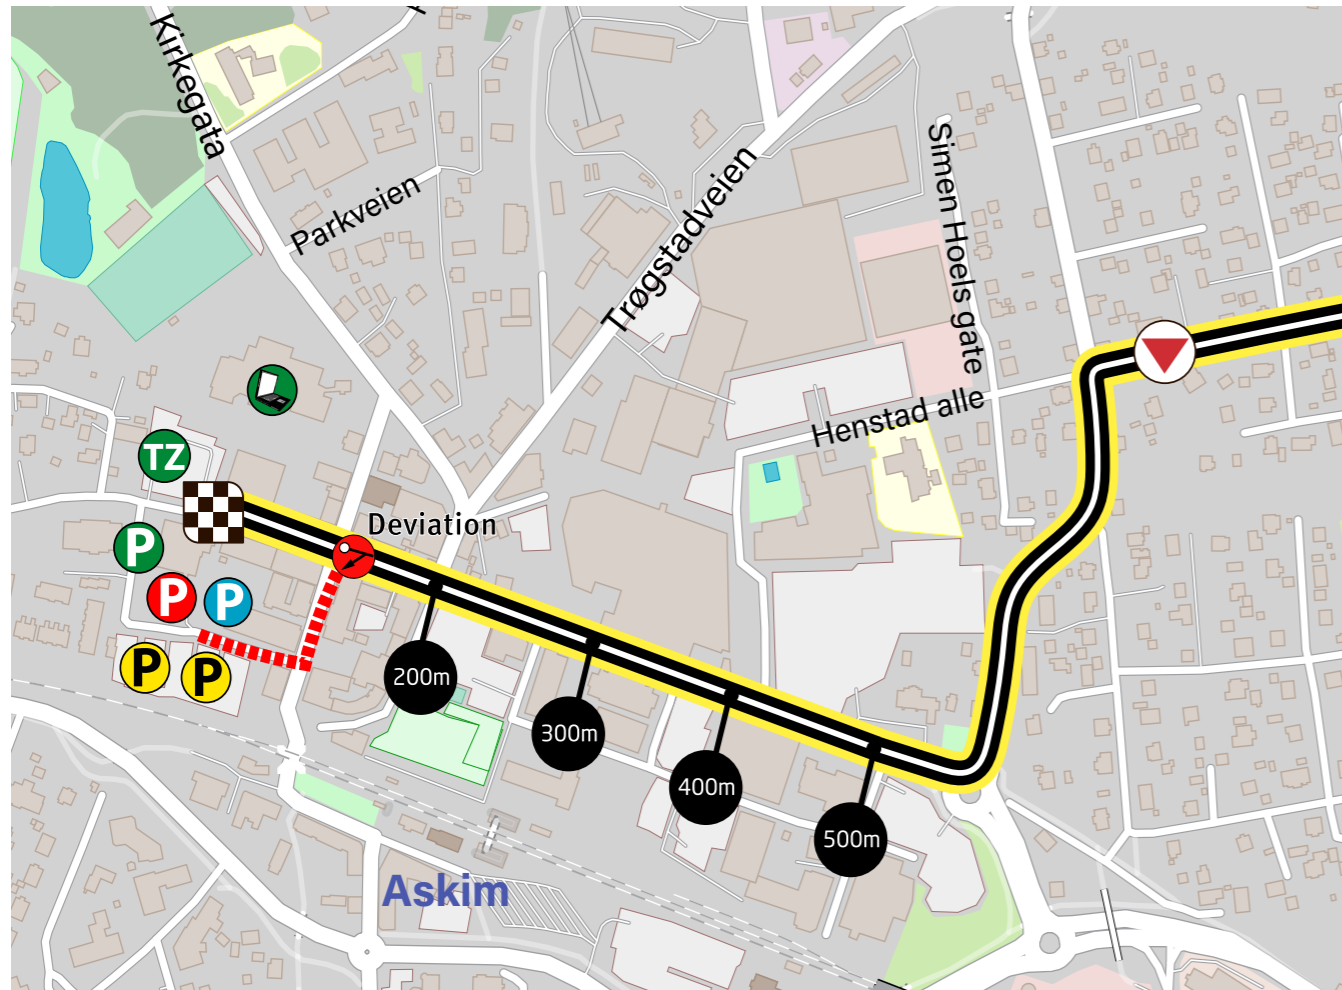 Kirkegata
Parkveien
Trøgstadveien
Simen Hoels gate
Henstad alle
TZ
Deviation
P
P
P
P
P
200m
300m
400m
500m
Askim